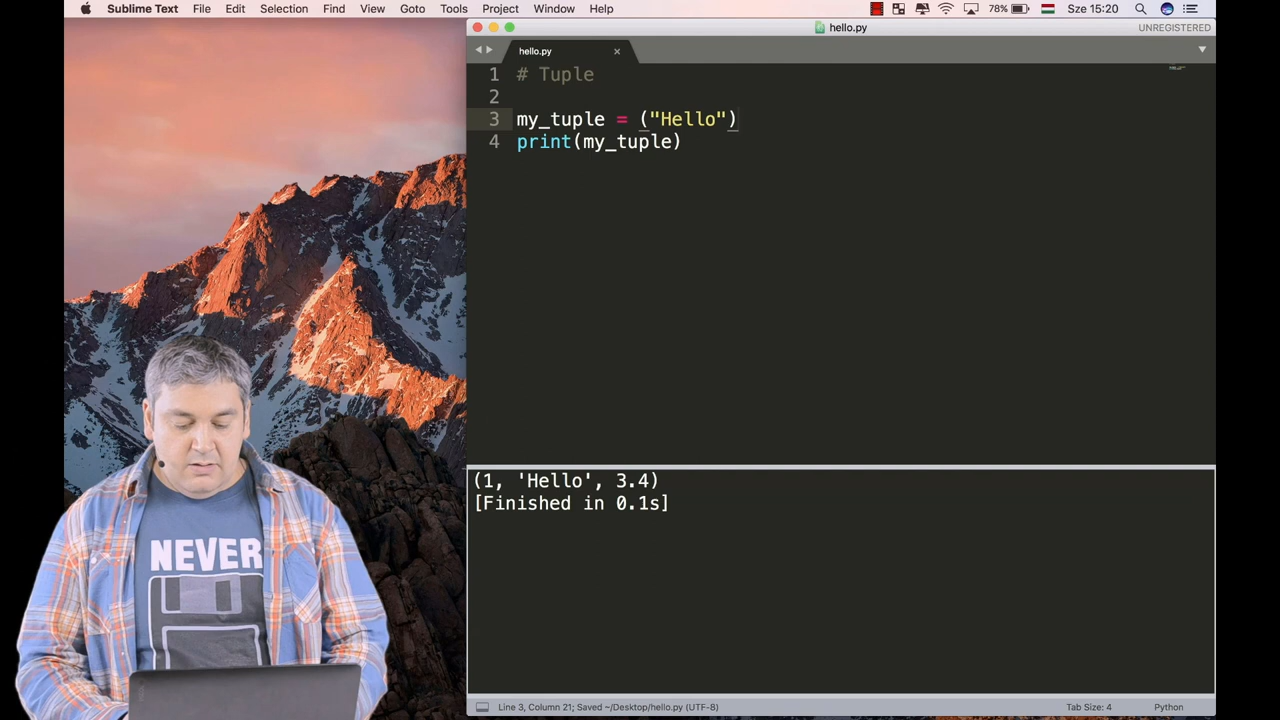 Sublime Text File Edit Selection Find View Goto Tools Project Window Help 78% Sze 15:20
hello.py UNREGISTERED
hello.py
1 # Tuple
2
3 my_tuple = ("Hello")
4 print(my_tuple)
(1, 'Hello', 3.4)
[Finished in 0.1s]
NEVER
Line 3, Column 21; Saved ~/Desktop/hello.py (UTF-8) Tab Size: 4 Python